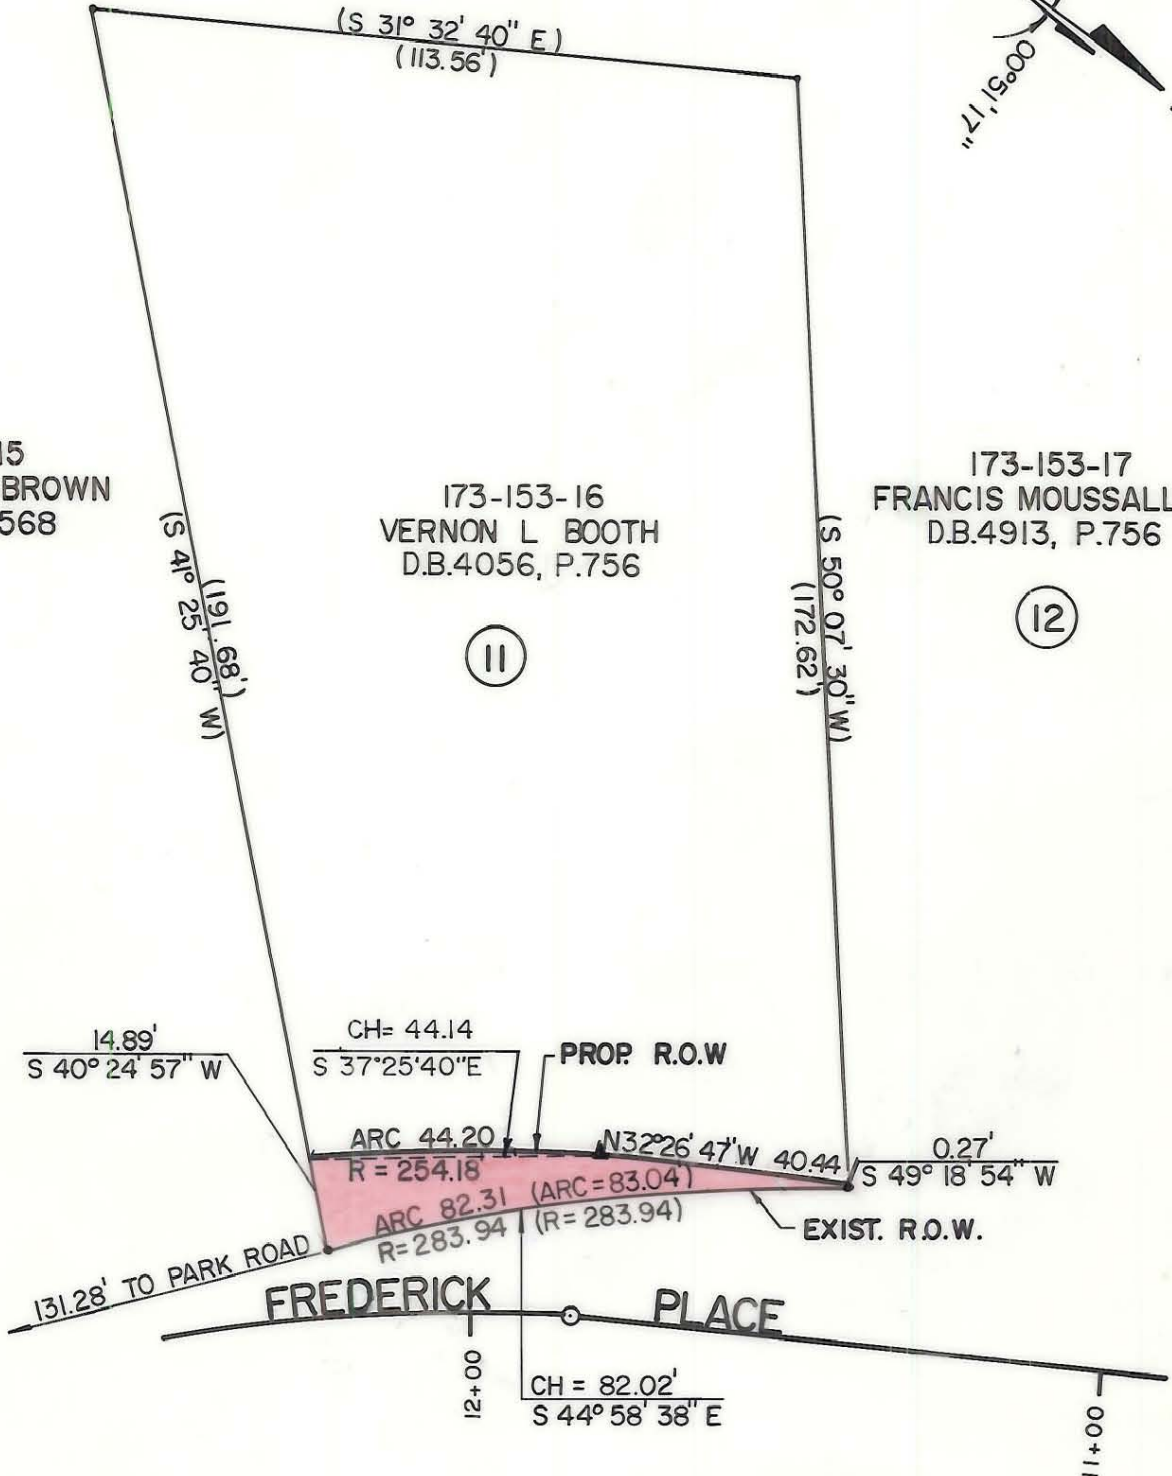 (S 31° 32' 40" E)
(113.56')
00°51'17"
15
BROWN
568
173-153-16
VERNON L BOOTH
D.B.4056, P.756
11
173-153-17
FRANCIS MOUSSALL
D.B.4913, P.756
12
(S 41° 25' 40" W)
(191.68')
(S 50° 07' 30" W)
(172.62')
14.89'
S 40° 24' 57" W
CH= 44.14
S 37°25'40"E
PROP. R.O.W
ARC 44.20
R = 254.18'
N32°26' 47"W 40.44
0.27'
S 49° 18' 54" W
ARC 82.31 (ARC=83.04')
R=283.94 (R=283.94')
EXIST. R.O.W.
131.28' TO PARK ROAD
FREDERICK PLACE
12+00
CH = 82.02'
S 44° 58' 38" E
11+00